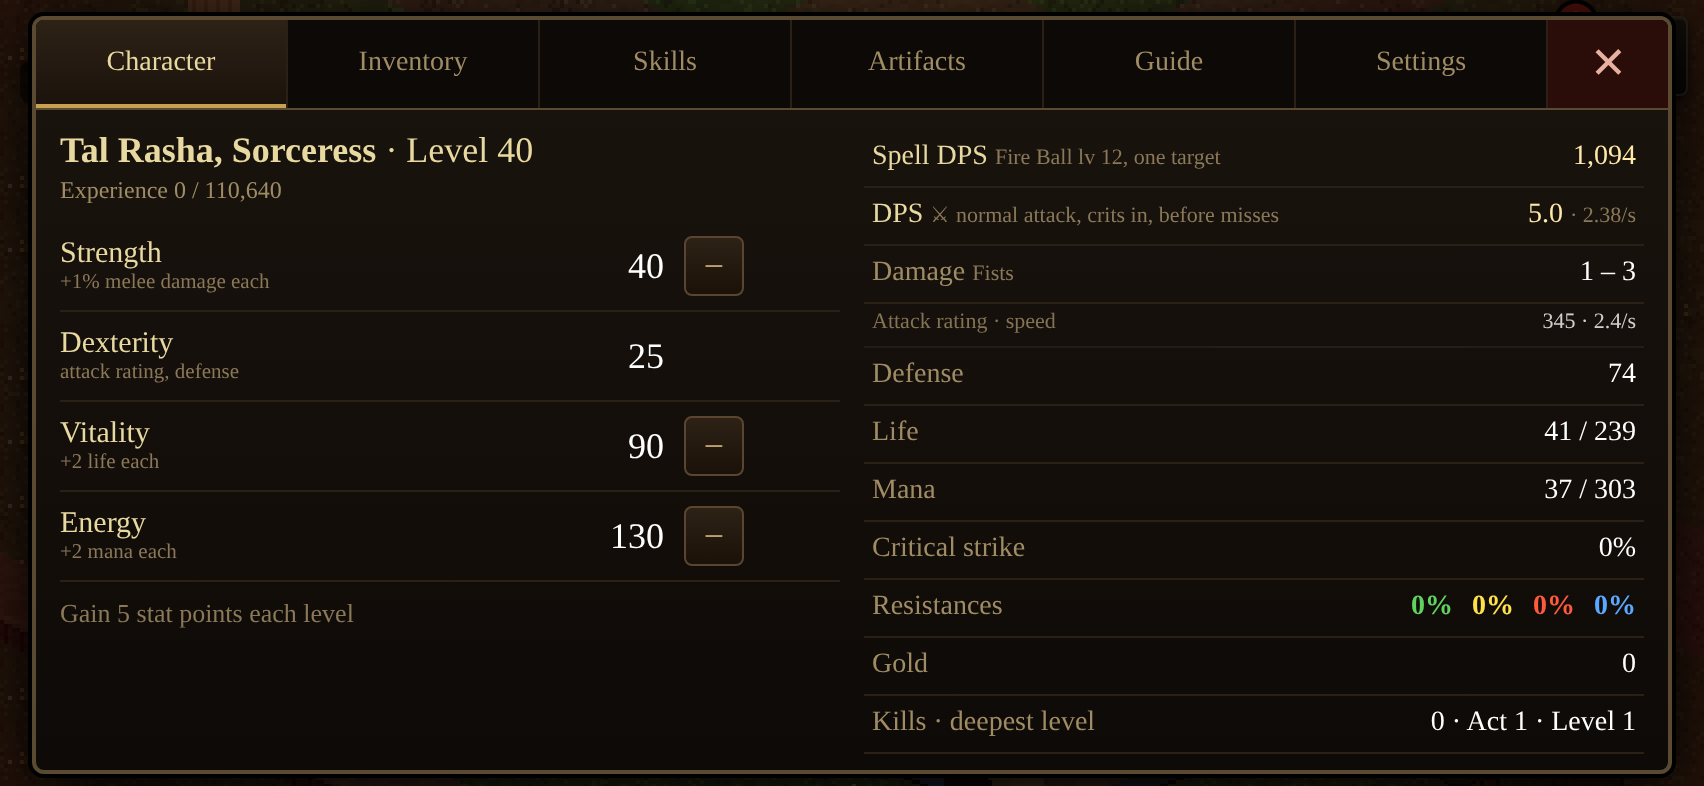 Character Inventory Skills Artifacts Guide Settings ✕
Tal Rasha, Sorceress · Level 40
Experience 0 / 110,640
Strength
+1% melee damage each
40 −
Dexterity
attack rating, defense
25
Vitality
+2 life each
90 −
Energy
+2 mana each
130 −
Gain 5 stat points each level
Spell DPS Fire Ball lv 12, one target 1,094
DPS ⚔ normal attack, crits in, before misses 5.0 · 2.38/s
Damage Fists 1 – 3
Attack rating · speed 345 · 2.4/s
Defense 74
Life 41 / 239
Mana 37 / 303
Critical strike 0%
Resistances 0% 0% 0% 0%
Gold 0
Kills · deepest level 0 · Act 1 · Level 1